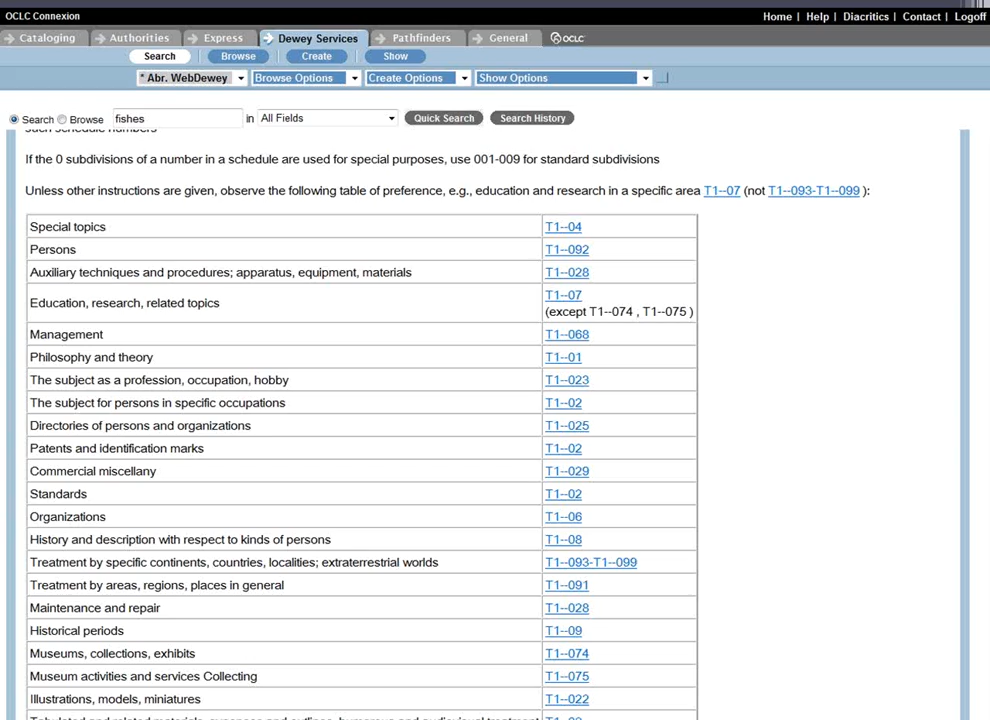 OCLC Connexion
Home | Help | Diacritics | Contact | Logoff
Cataloging Authorities Express Dewey Services Pathfinders General OCLC
Search Browse Create Show
* Abr. WebDewey Browse Options Create Options Show Options
Search Browse fishes in All Fields Quick Search Search History
such schedule numbers
If the 0 subdivisions of a number in a schedule are used for special purposes, use 001-009 for standard subdivisions
Unless other instructions are given, observe the following table of preference, e.g., education and research in a specific area T1--07 (not T1--093-T1--099 ):
Special topics T1--04
Persons T1--092
Auxiliary techniques and procedures; apparatus, equipment, materials T1--028
Education, research, related topics T1--07
(except T1--074 , T1--075 )
Management T1--068
Philosophy and theory T1--01
The subject as a profession, occupation, hobby T1--023
The subject for persons in specific occupations T1--02
Directories of persons and organizations T1--025
Patents and identification marks T1--02
Commercial miscellany T1--029
Standards T1--02
Organizations T1--06
History and description with respect to kinds of persons T1--08
Treatment by specific continents, countries, localities; extraterrestrial worlds T1--093-T1--099
Treatment by areas, regions, places in general T1--091
Maintenance and repair T1--028
Historical periods T1--09
Museums, collections, exhibits T1--074
Museum activities and services Collecting T1--075
Illustrations, models, miniatures T1--022